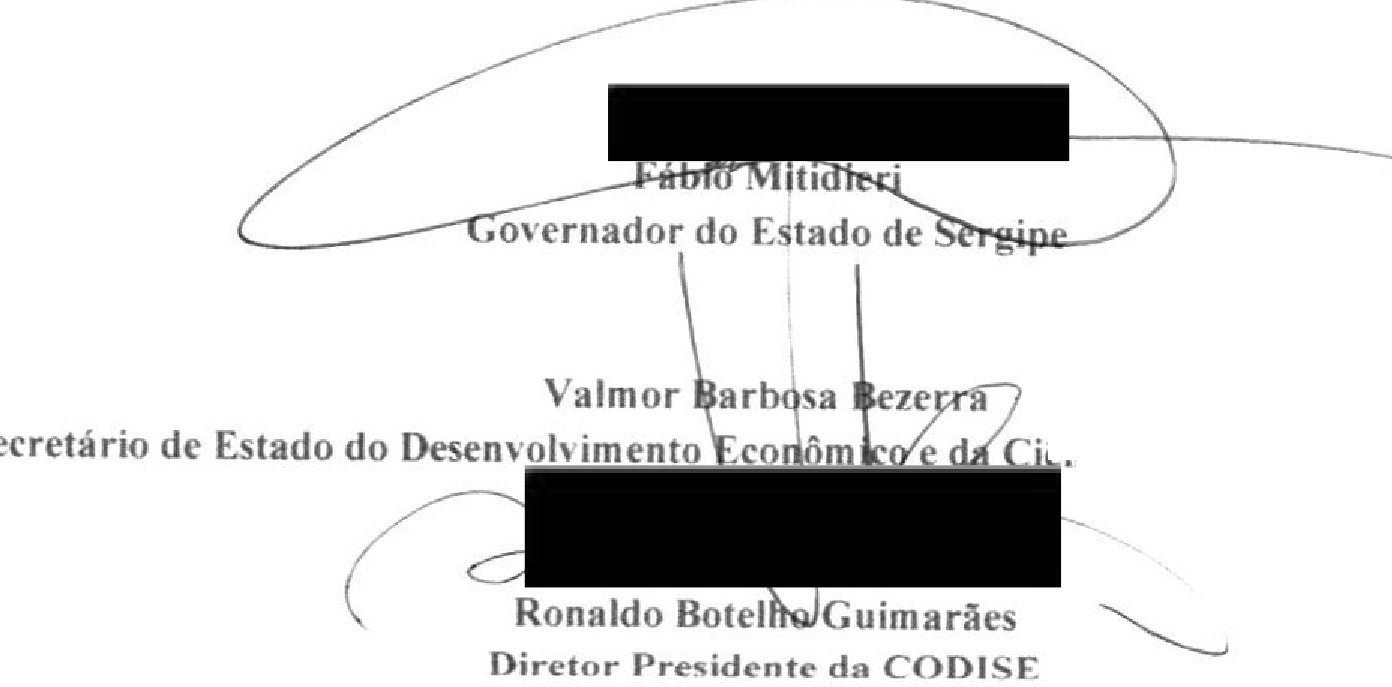 Fábio Mitidieri
Governador do Estado de Sergipe
Valmor Barbosa Bezerra
ecretário de Estado do Desenvolvimento Econômico e da
Ronaldo Botelho Guimarães
Diretor Presidente da CODISE